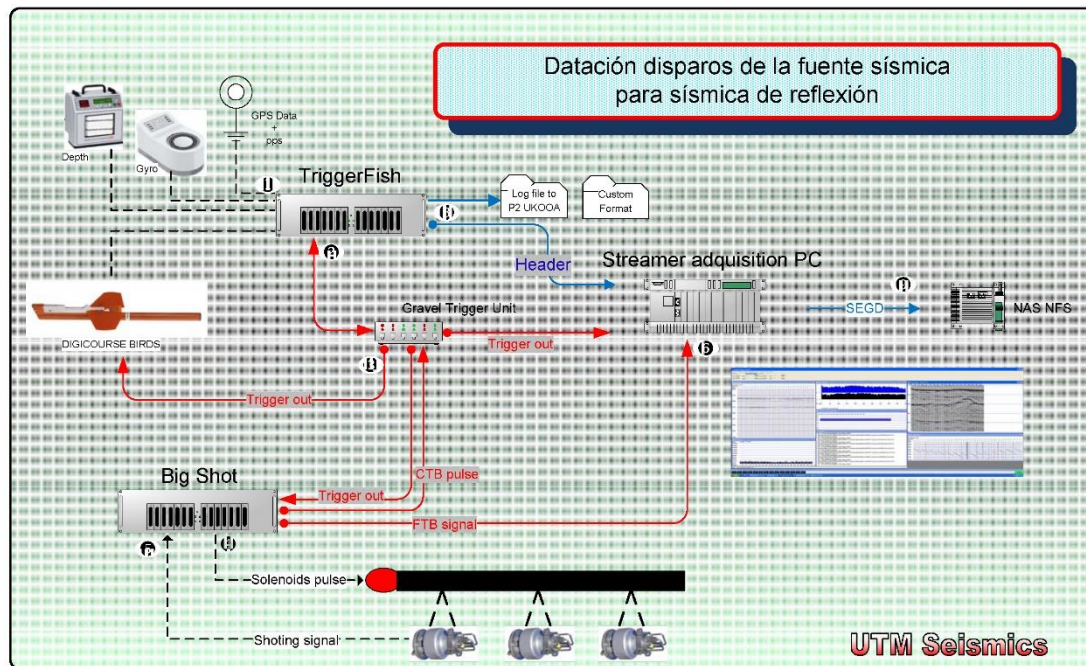 Datación disparos de la fuente sísmica
para sísmica de reflexión
GPS Data
+
pps
Depth
Gyro
TriggerFish
Log file to
P2 UKOOA
Custom
Format
Header
Streamer adquisition PC
Gravel Trigger Unit
SEGD
NAS NFS
Trigger out
DIGICOURSE BIRDS
Trigger out
Big Shot
CTB pulse
Trigger out
FTB signal
Solenoids pulse
Shoting signal
UTM Seismics